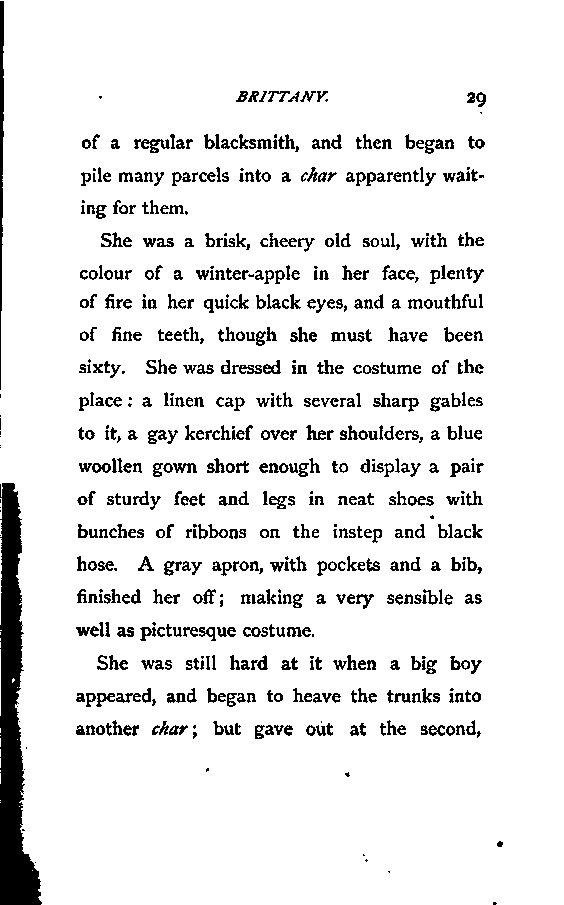 BRITTANY. 29
of a regular blacksmith, and then began to
pile many parcels into a char apparently wait-
ing for them.
She was a brisk, cheery old soul, with the
colour of a winter-apple in her face, plenty
of fire in her quick black eyes, and a mouthful
of fine teeth, though she must have been
sixty. She was dressed in the costume of the
place : a linen cap with several sharp gables
to it, a gay kerchief over her shoulders, a blue
woollen gown short enough to display a pair
of sturdy feet and legs in neat shoes with
bunches of ribbons on the instep and black
hose. A gray apron, with pockets and a bib,
finished her off; making a very sensible as
well as picturesque costume.
She was still hard at it when a big boy
appeared, and began to heave the trunks into
another char; but gave out at the second,